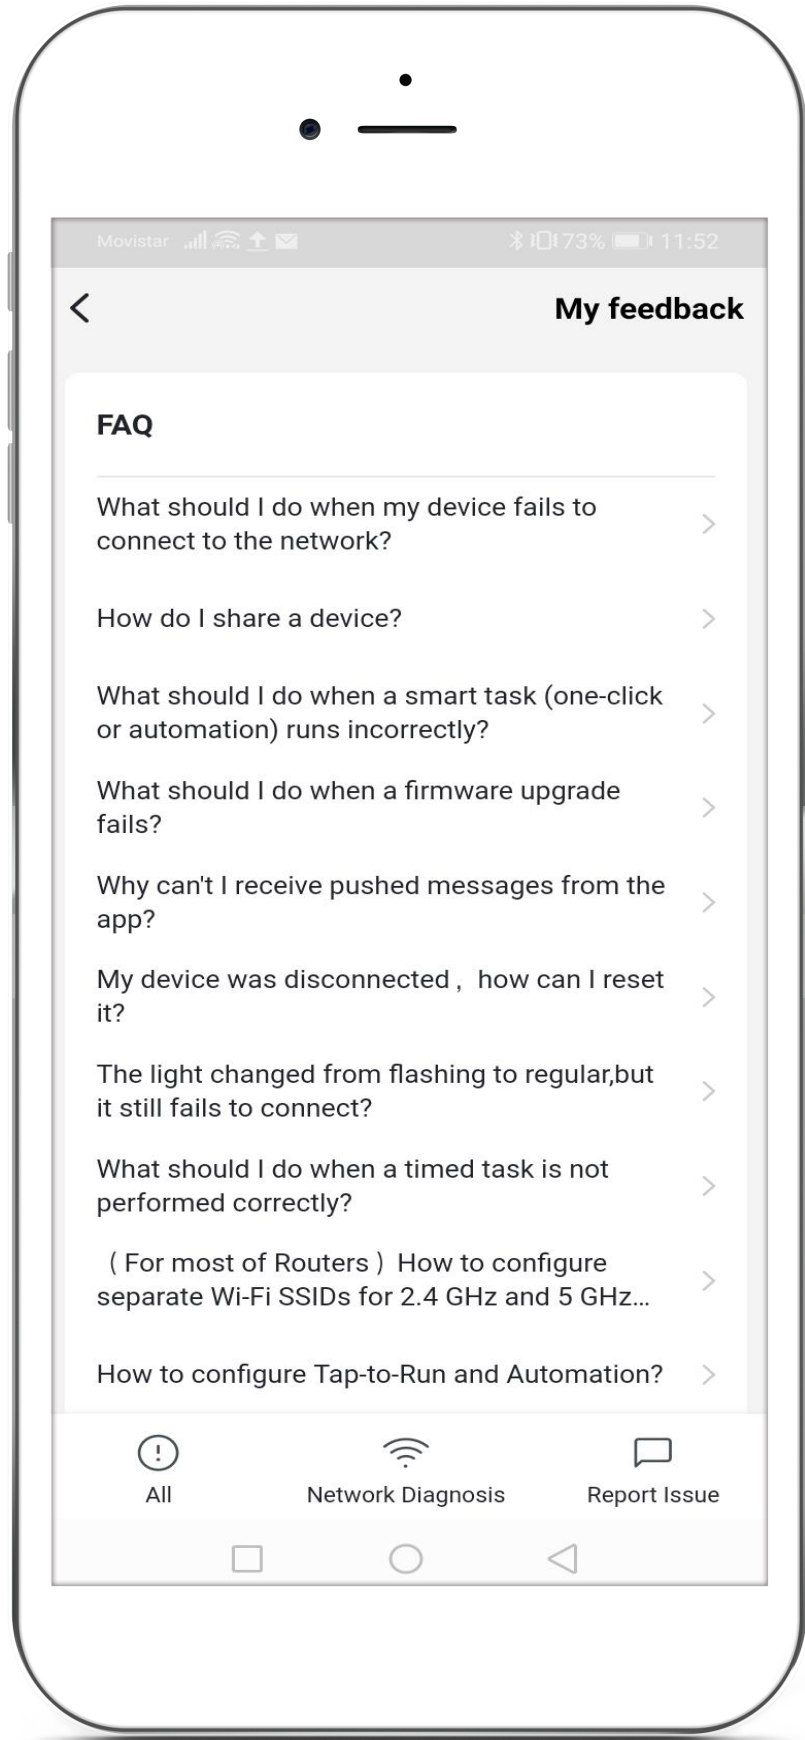 Movistar 73% 11:52
My feedback
FAQ
What should I do when my device fails to
connect to the network?
How do I share a device?
What should I do when a smart task (one-click
or automation) runs incorrectly?
What should I do when a firmware upgrade
fails?
Why can't I receive pushed messages from the
app?
My device was disconnected，how can I reset
it?
The light changed from flashing to regular,but
it still fails to connect?
What should I do when a timed task is not
performed correctly?
（For most of Routers）How to configure
separate Wi-Fi SSIDs for 2.4 GHz and 5 GHz...
How to configure Tap-to-Run and Automation?
All Network Diagnosis Report Issue